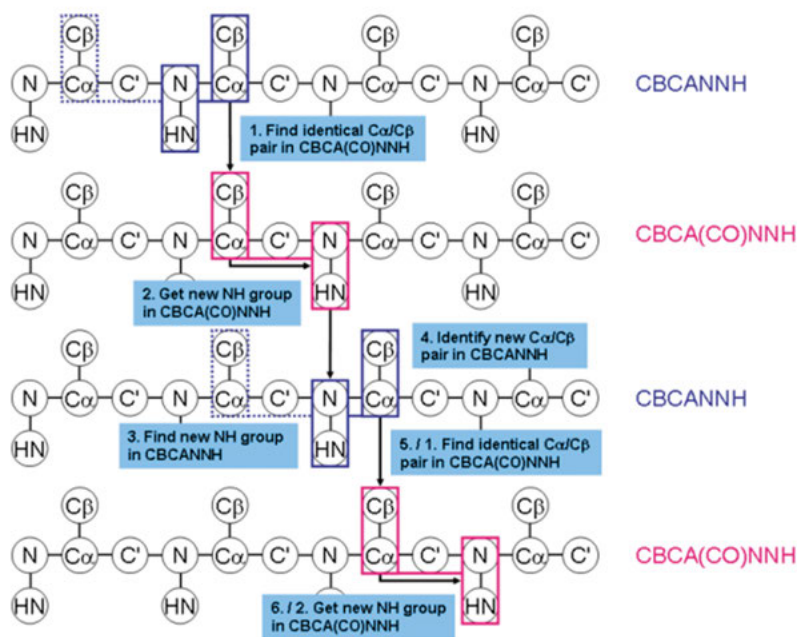 Cβ Cβ Cβ Cβ
N Cα C' N Cα C' N Cα C' N Cα C' CBCANNH
HN HN HN
1. Find identical Cα/Cβ
pair in CBCA(CO)NNH
Cβ Cβ Cβ Cβ
N Cα C' N Cα C' N Cα C' N Cα C' CBCA(CO)NNH
HN HN HN
2. Get new NH group
in CBCA(CO)NNH
Cβ Cβ Cβ
4. Identify new Cα/Cβ
pair in CBCANNH
N Cα C' N Cα C' N Cα C' N Cα C' CBCANNH
HN HN
3. Find new NH group
in CBCANNH
5. / 1. Find identical Cα/Cβ
pair in CBCA(CO)NNH
Cβ Cβ Cβ Cβ
N Cα C' N Cα C' N Cα C' N Cα C' CBCA(CO)NNH
HN HN HN
6. / 2. Get new NH group
in CBCA(CO)NNH